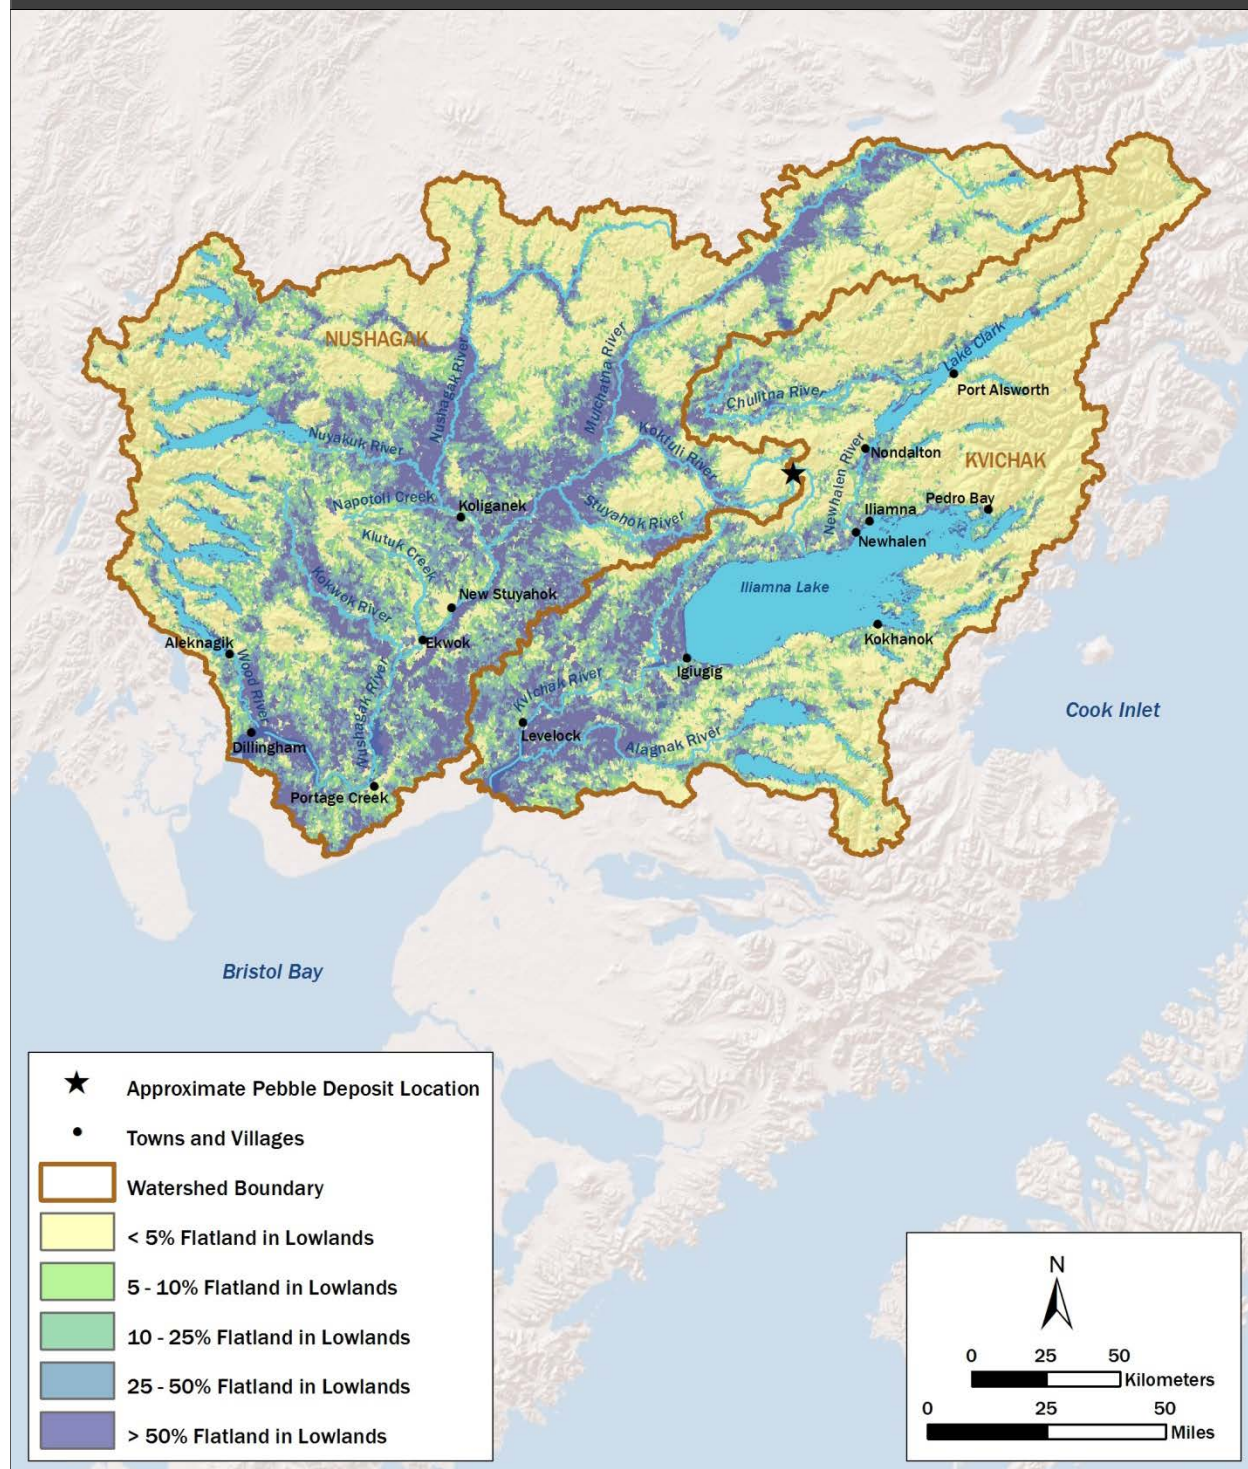 NUSHAGAK
Mulchatna River
Lake Clark
Nushagak River
Chulitna River
Port Alsworth
Nuyakuk River
Koktuli River
Nondalton
KVICHAK
Napotoli Creek
Koliganek
Stuyahok River
Newhalen River
Pedro Bay
Iliamna
Newhalen
Klutuk Creek
Kokwok River
New Stuyahok
Iliamna Lake
Ekwok
Kokhanok
Aleknagik
Wood River
Igiugig
Nushagak River
Kvichak River
Cook Inlet
Levelock
Dillingham
Alagnak River
Portage Creek
Bristol Bay
Approximate Pebble Deposit Location
Towns and Villages
Watershed Boundary
< 5% Flatland in Lowlands
5 - 10% Flatland in Lowlands
10 - 25% Flatland in Lowlands
25 - 50% Flatland in Lowlands
> 50% Flatland in Lowlands
N
0 25 50
Kilometers
0 25 50
Miles